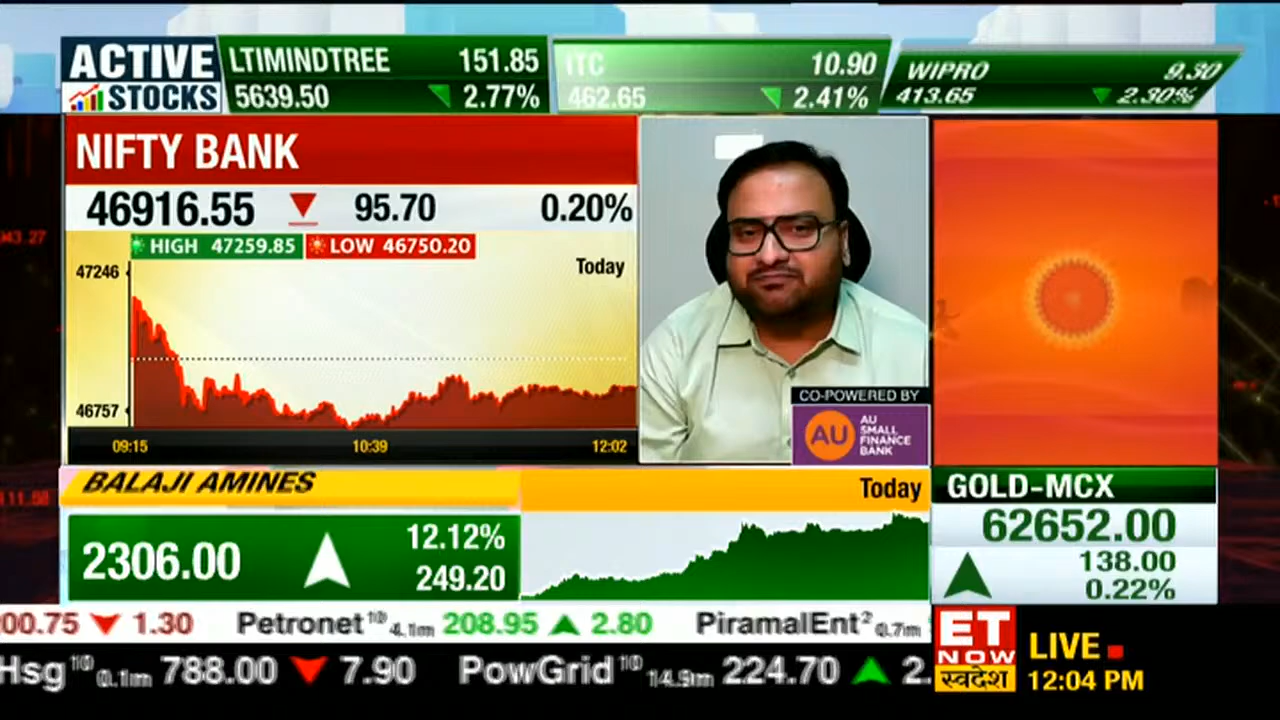 ACTIVE
STOCKS
LTIMINDTREE 151.85
5639.50 2.77%
ITC 10.90
462.65 2.41%
WIPRO 9.30
413.65 2.30%
NIFTY BANK
46916.55 95.70 0.20%
HIGH 47259.85 LOW 46750.20
Today
47246
46757
09:15 10:39 12:02
CO-POWERED BY
AU
AU
SMALL
FINANCE
BANK
BALAJI AMINES
Today
2306.00
12.12%
249.20
GOLD-MCX
62652.00
138.00
0.22%
00.75 1.30 Petronet 10 4.1m 208.95 2.80 PiramalEnt 2 0.7m
Hsg 10 0.1m 788.00 7.90 PowGrid 10 14.9m 224.70 2.
ET
NOW
स्वदेश
LIVE
12:04 PM